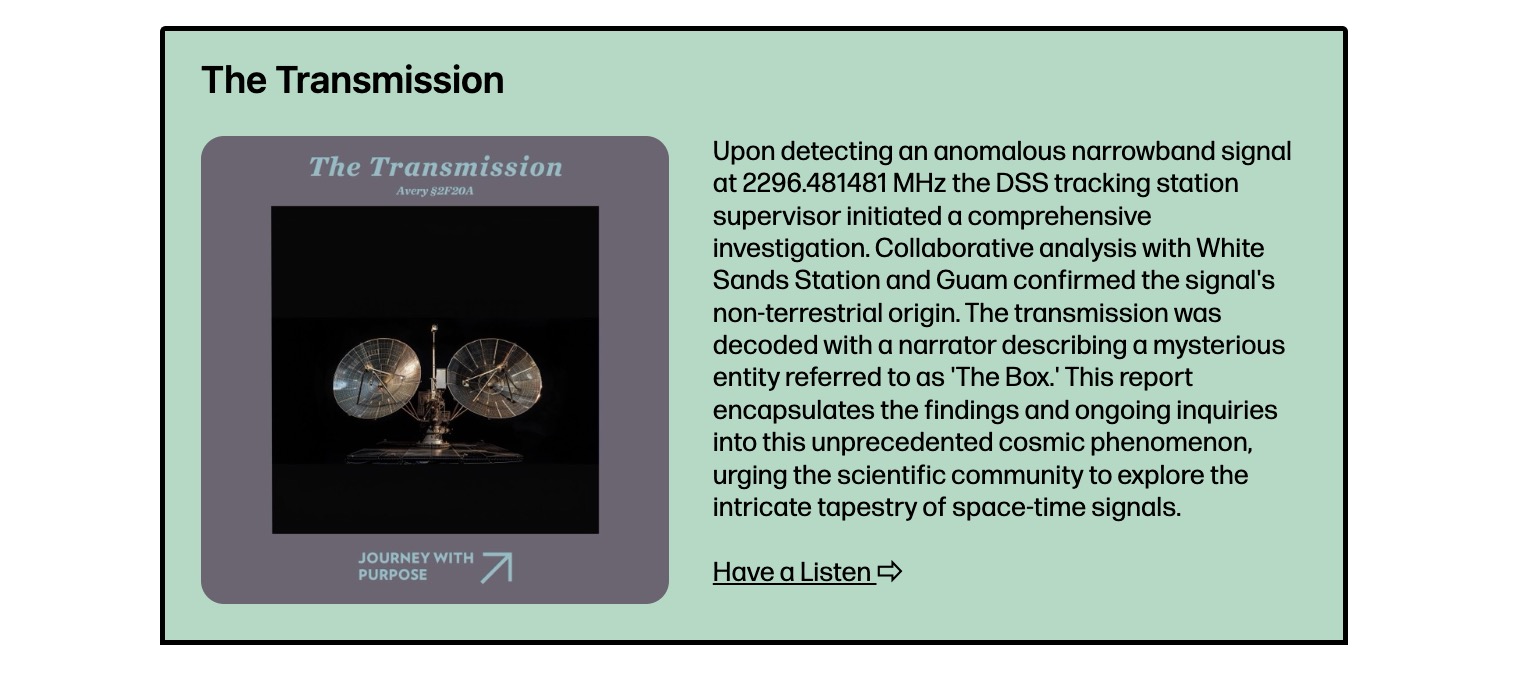 The Transmission
The Transmission
Avery §2F20A
JOURNEY WITH
PURPOSE
Upon detecting an anomalous narrowband signal
at 2296.481481 MHz the DSS tracking station
supervisor initiated a comprehensive
investigation. Collaborative analysis with White
Sands Station and Guam confirmed the signal's
non-terrestrial origin. The transmission was
decoded with a narrator describing a mysterious
entity referred to as 'The Box.' This report
encapsulates the findings and ongoing inquiries
into this unprecedented cosmic phenomenon,
urging the scientific community to explore the
intricate tapestry of space-time signals.
Have a Listen ⇨